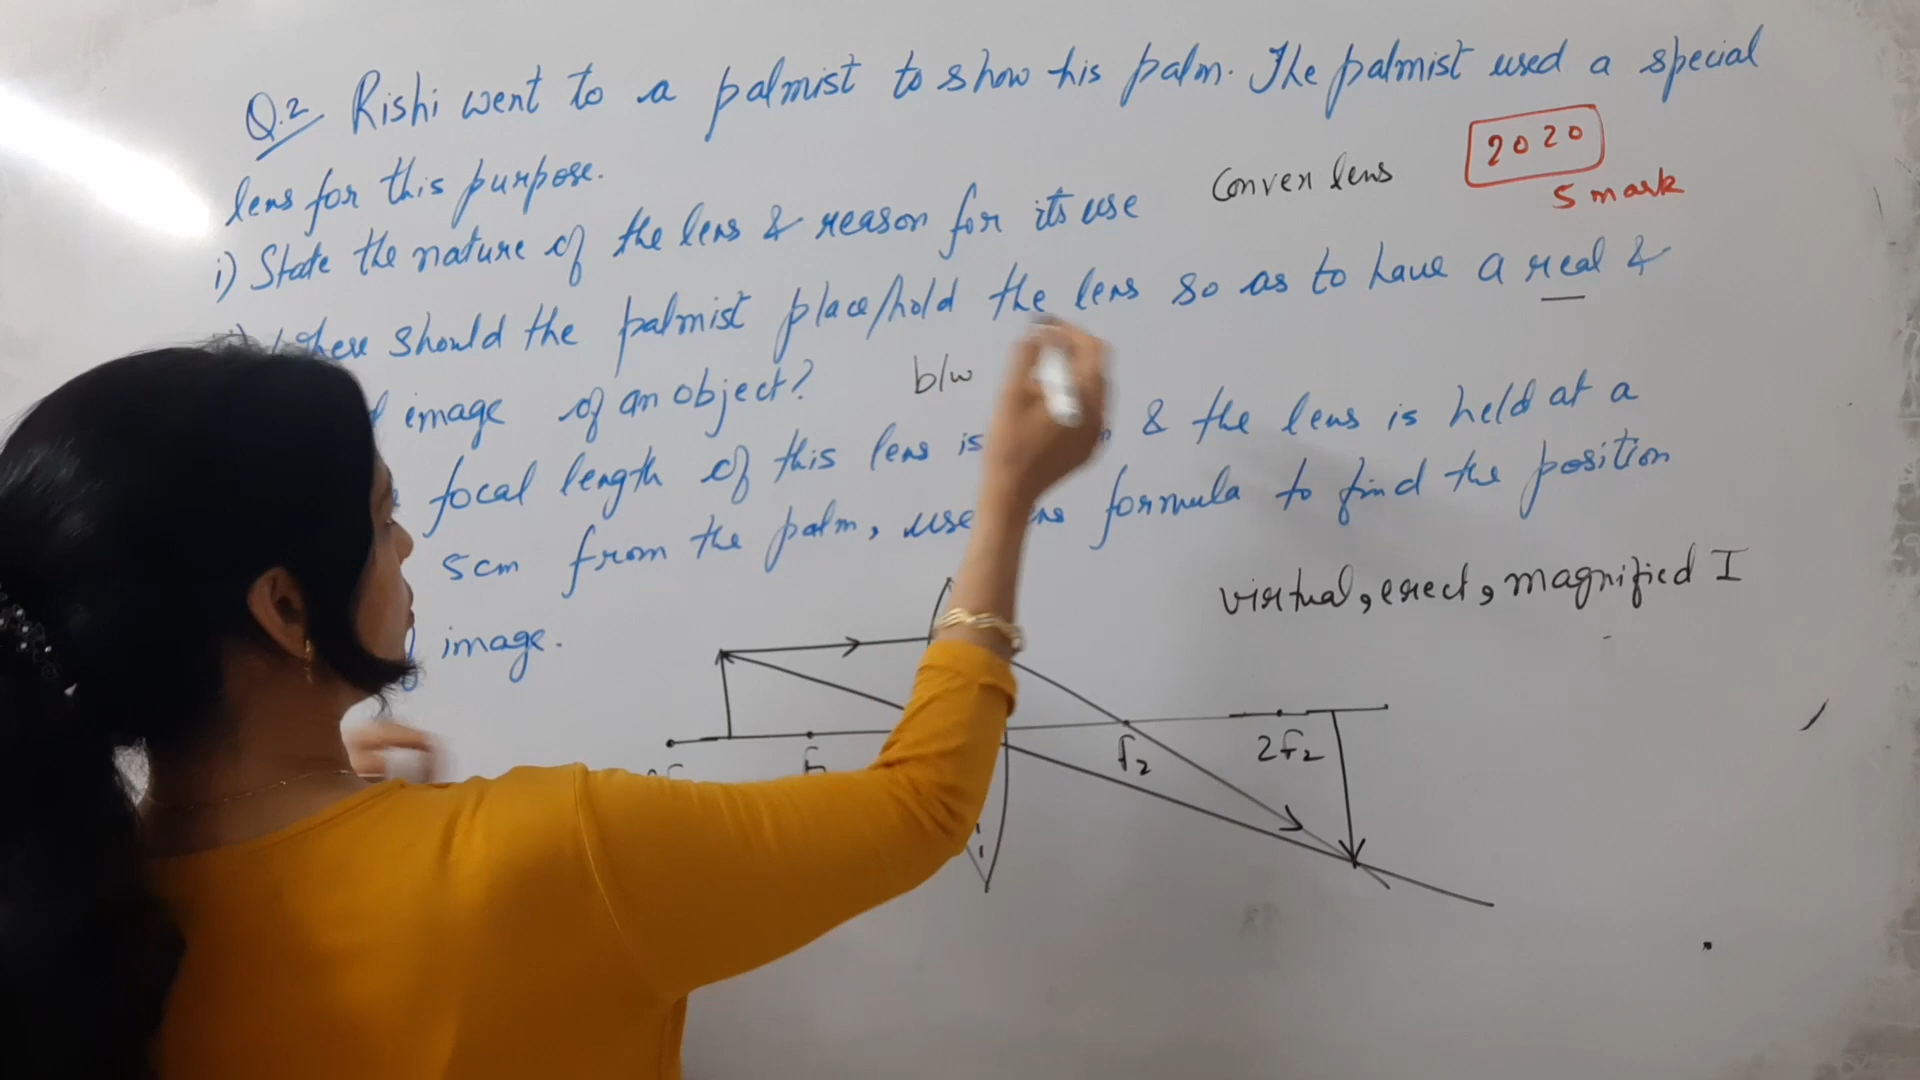 Q.2 Rishi went to a palmist to show his palm. The palmist used a special
lens for this purpose.
Convex lens
2020
5 mark
i) State the nature of the lens & reason for its use
should the palmist place/hold the lens so as to have a real &
image of an object?
b/w
focal length of this lens is & the lens is held at a
5cm from the palm, use formula to find the position
image.
virtual, erect, magnified I
F2
2F2